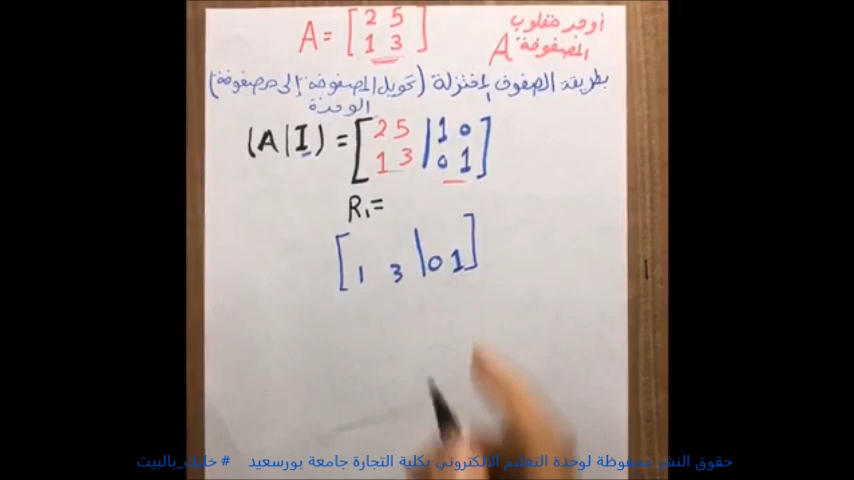 أوجد مقلوب
المصفوفة A
A = [2 5
1 3]
بطريقة الصفوف المختزلة (تحويل المصفوفة إلى مصفوفة
الوحدة
(A|I) = [2 5 | 1 0
1 3 | 0 1]
R₁=
[1 3 | 0 1]
حقوق النشر محفوظة لوحدة التعليم الالكتروني بكلية التجارة جامعة بورسعيد # خليك_بالبيت